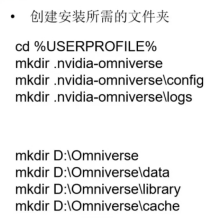 • 创建安装所需的文件夹
cd %USERPROFILE%
mkdir .nvidia-omniverse
mkdir .nvidia-omniverse\config
mkdir .nvidia-omniverse\logs
mkdir D:\Omniverse
mkdir D:\Omniverse\data
mkdir D:\Omniverse\library
mkdir D:\Omniverse\cache